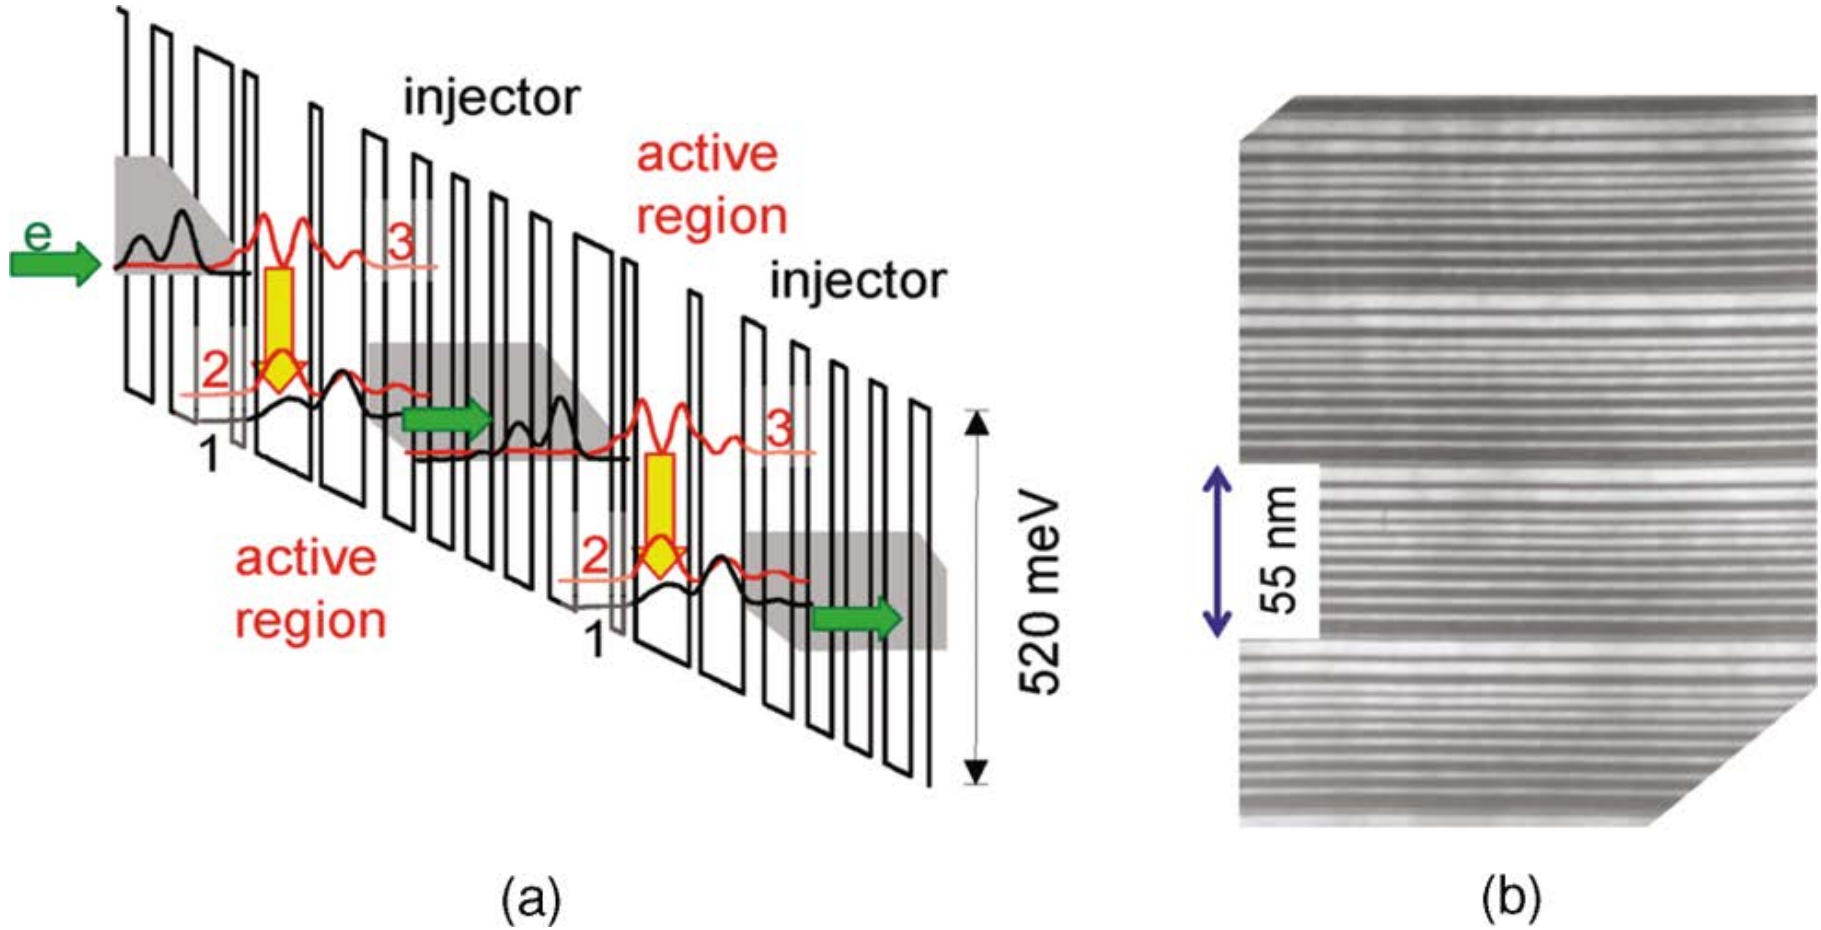 injector
active
region
e
3
injector
2
1
3
active
region
2
1
520 meV
55 nm
(a)
(b)